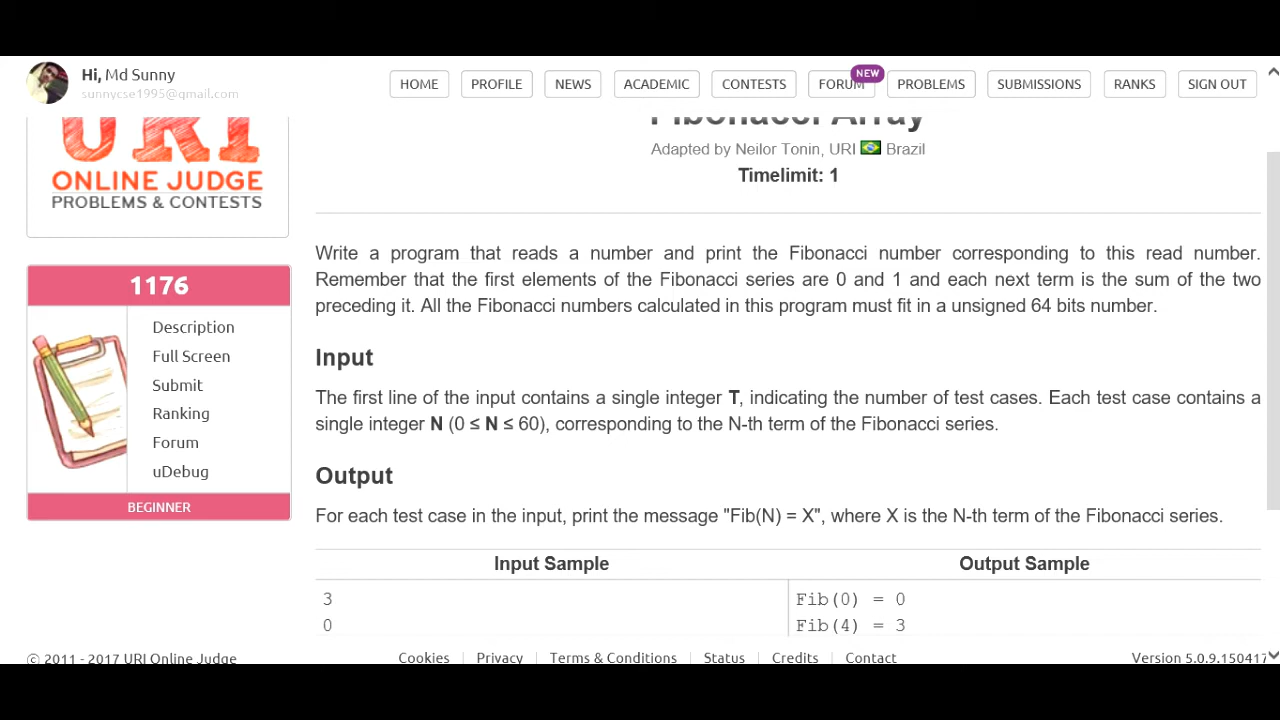 Hi, Md Sunny
sunnycse1995@gmail.com
HOME
PROFILE
NEWS
ACADEMIC
CONTESTS
FORUM
NEW
PROBLEMS
SUBMISSIONS
RANKS
SIGN OUT
URI
ONLINE JUDGE
PROBLEMS & CONTESTS
Fibonacci Array
Adapted by Neilor Tonin, URI Brazil
Timelimit: 1
1176
Description
Full Screen
Submit
Ranking
Forum
uDebug
BEGINNER
Write a program that reads a number and print the Fibonacci number corresponding to this read number.
Remember that the first elements of the Fibonacci series are 0 and 1 and each next term is the sum of the two
preceding it. All the Fibonacci numbers calculated in this program must fit in a unsigned 64 bits number.
Input
The first line of the input contains a single integer T, indicating the number of test cases. Each test case contains a
single integer N (0 ≤ N ≤ 60), corresponding to the N-th term of the Fibonacci series.
Output
For each test case in the input, print the message "Fib(N) = X", where X is the N-th term of the Fibonacci series.
Input Sample
Output Sample
3
0
Fib(0) = 0
Fib(4) = 3
© 2011 - 2017 URI Online Judge
Cookies
Privacy
Terms & Conditions
Status
Credits
Contact
Version 5.0.9.150417